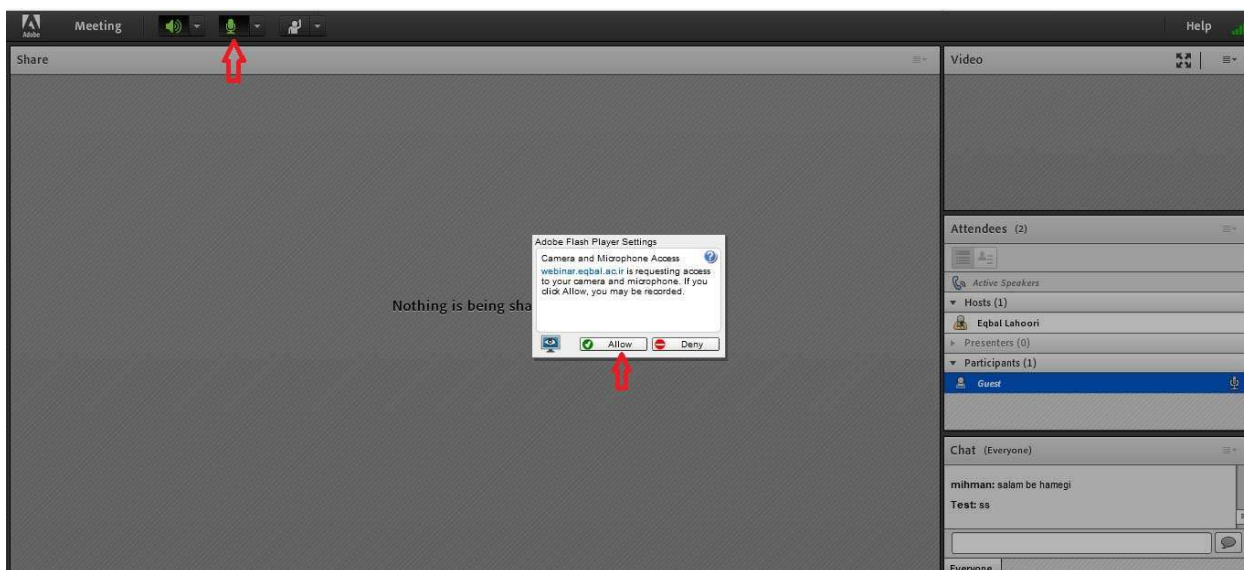 Adobe
Meeting
Help
Share
Video
Nothing is being sha
Adobe Flash Player Settings
Camera and Microphone Access
webinar.eqbal.ac.ir is requesting access
to your camera and microphone. If you
click Allow, you may be recorded.
Allow
Deny
Attendees (2)
Active Speakers
Hosts (1)
Eqbal Lahoori
Presenters (0)
Participants (1)
Guest
Chat (Everyone)
mihman: salam be hamegi
Test: ss
Everyone